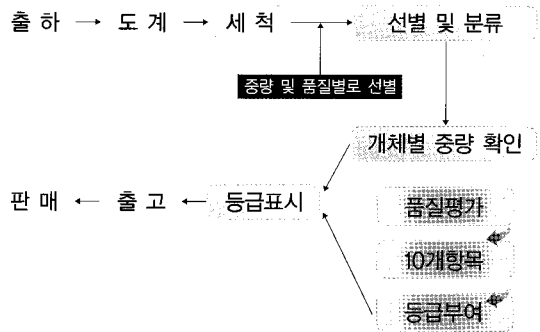 출하 → 도계 → 세척 → 선별 및 분류
중량 및 품질별로 선별
개체별 중량 확인
판매 ← 출고 ← 등급표시
품질평가
10개항목
등급부여